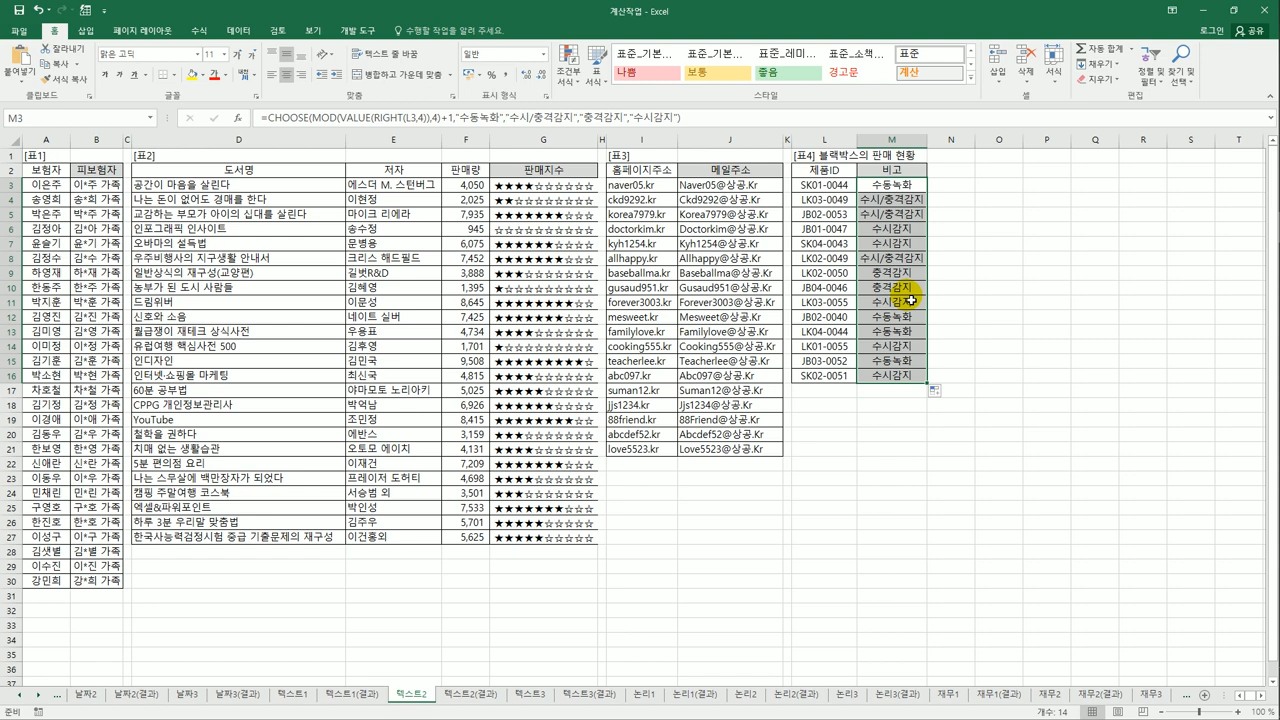 계산작업 - Excel
파일 홈 삽입 페이지 레이아웃 수식 데이터 검토 보기 개발 도구 수행할 작업을 알려 주세요. 로그인 공유
붙여넣기 잘라내기 복사 서식 복사 맑은 고딕 11 텍스트 줄 바꿈 병합하고 가운데 맞춤 일반 조건부 서식 표 서식 표준_기본... 표준_기본... 표준_레미... 표준_소책... 표준 나쁨 보통 좋음 경고문 계산 삽입 삭제 서식 자동 합계 채우기 지우기 정렬 및 필터 찾기 및 선택
클립보드 글꼴 맞춤 표시 형식 스타일 셀 편집
M3 =CHOOSE(MOD(VALUE(RIGHT(L3,4)),4)+1,"수동녹화","수시/충격감지","충격감지","수시감지")
A B C D E F G H I J K L M N O P Q R S T
1 [표1] [표2] [표3] [표4] 블랙박스의 판매 현황
2 보험자 피보험자 도서명 저자 판매량 판매지수 홈페이지주소 메일주소 제품ID 비고
3 이은주 이*주 가족 공간이 마음을 살린다 에스더 M. 스턴버그 4,050 ★★★★☆☆☆☆☆☆ naver05.kr Naver05@상공.Kr SK01-0044 수동녹화
4 송영희 송*희 가족 나는 돈이 없어도 경매를 한다 이현정 2,025 ★★☆☆☆☆☆☆☆☆ ckd9292.kr Ckd9292@상공.Kr LK03-0049 수시/충격감지
5 박은주 박*주 가족 교감하는 부모가 아이의 십대를 살린다 마이크 리에라 7,935 ★★★★★★★☆☆☆ korea7979.kr Korea7979@상공.Kr JB02-0053 수시/충격감지
6 김정아 김*아 가족 인포그래픽 인사이트 송수정 945 ☆☆☆☆☆☆☆☆☆☆ doctorkim.kr Doctorkim@상공.Kr JB01-0047 수시감지
7 윤슬기 윤*기 가족 오바마의 설득법 문병용 6,075 ★★★★★★☆☆☆☆ kyh1254.kr Kyh1254@상공.Kr SK04-0043 수시감지
8 김정수 김*수 가족 우주비행사의 지구생활 안내서 크리스 해드필드 7,452 ★★★★★★★☆☆☆ allhappy.kr Allhappy@상공.Kr LK02-0049 수시/충격감지
9 하영재 하*재 가족 일반상식의 재구성(교양편) 길벗R&D 3,888 ★★★☆☆☆☆☆☆☆ baseballma.kr Baseballma@상공.Kr LK02-0050 충격감지
10 한동주 한*주 가족 농부가 된 도시 사람들 김혜영 1,395 ★☆☆☆☆☆☆☆☆☆ gusaud951.kr Gusaud951@상공.Kr JB04-0046 충격감지
11 박지훈 박*훈 가족 드림위버 이문성 8,645 ★★★★★★★★☆☆ forever3003.kr Forever3003@상공.Kr LK03-0055 수시감지
12 김영진 김*진 가족 신호와 소음 네이트 실버 7,425 ★★★★★★★☆☆☆ mesweet.kr Mesweet@상공.Kr JB02-0040 수동녹화
13 김미영 김*영 가족 월급쟁이 재테크 상식사전 우용표 4,734 ★★★★☆☆☆☆☆☆ familylove.kr Familylove@상공.Kr LK04-0044 수동녹화
14 이미정 이*정 가족 유럽여행 핵심사전 500 김후영 1,701 ★☆☆☆☆☆☆☆☆☆ cooking555.kr Cooking555@상공.Kr LK01-0055 수시감지
15 김기훈 김*훈 가족 인디자인 김민국 9,508 ★★★★★★★★★☆ teacherlee.kr Teacherlee@상공.Kr JB03-0052 수동녹화
16 박소현 박*현 가족 인터넷·쇼핑몰 마케팅 최신국 4,815 ★★★★☆☆☆☆☆☆ abc097.kr Abc097@상공.Kr SK02-0051 수시감지
17 차호철 차*철 가족 60분 공부법 야마모토 노리아키 5,025 ★★★★★☆☆☆☆☆ suman12.kr Suman12@상공.Kr
18 김기정 김*정 가족 CPPG 개인정보관리사 박억남 6,926 ★★★★★★☆☆☆☆ jjs1234.kr Jjs1234@상공.Kr
19 이경애 이*애 가족 YouTube 조민정 8,415 ★★★★★★★★☆☆ 88friend.kr 88Friend@상공.Kr
20 김동우 김*우 가족 철학을 권하다 에반스 3,159 ★★★☆☆☆☆☆☆☆ abcdef52.kr Abcdef52@상공.Kr
21 한보영 한*영 가족 치매 없는 생활습관 오토모 에이치 4,131 ★★★★☆☆☆☆☆☆ love5523.kr Love5523@상공.Kr
22 신애란 신*란 가족 5분 편의점 요리 이재건 7,209 ★★★★★★★☆☆☆
23 이동우 이*우 가족 나는 스무살에 백만장자가 되었다 프레이저 도허티 4,698 ★★★★☆☆☆☆☆☆
24 민채린 민*린 가족 캠핑 주말여행 코스북 서승범 외 3,501 ★★★☆☆☆☆☆☆☆
25 구영호 구*호 가족 엑셀&파워포인트 박인성 7,533 ★★★★★★★☆☆☆
26 한진호 한*호 가족 하루 3분 우리말 맞춤법 김주우 5,701 ★★★★★☆☆☆☆☆
27 이성구 이*구 가족 한국사능력검정시험 중급 기출문제의 재구성 이건홍외 5,625 ★★★★★☆☆☆☆☆
28 김샛별 김*별 가족
29 이수진 이*진 가족
30 강민희 강*희 가족
31
32
33
34
35
36
37
... 날짜2 날짜2(결과) 날짜3 날짜3(결과) 텍스트1 텍스트1(결과) 텍스트2 텍스트2(결과) 텍스트3 텍스트3(결과) 논리1 논리1(결과) 논리2 논리2(결과) 논리3 논리3(결과) 재무1 재무1(결과) 재무2 재무2(결과) 재무3 ...
준비 개수: 14 100 %